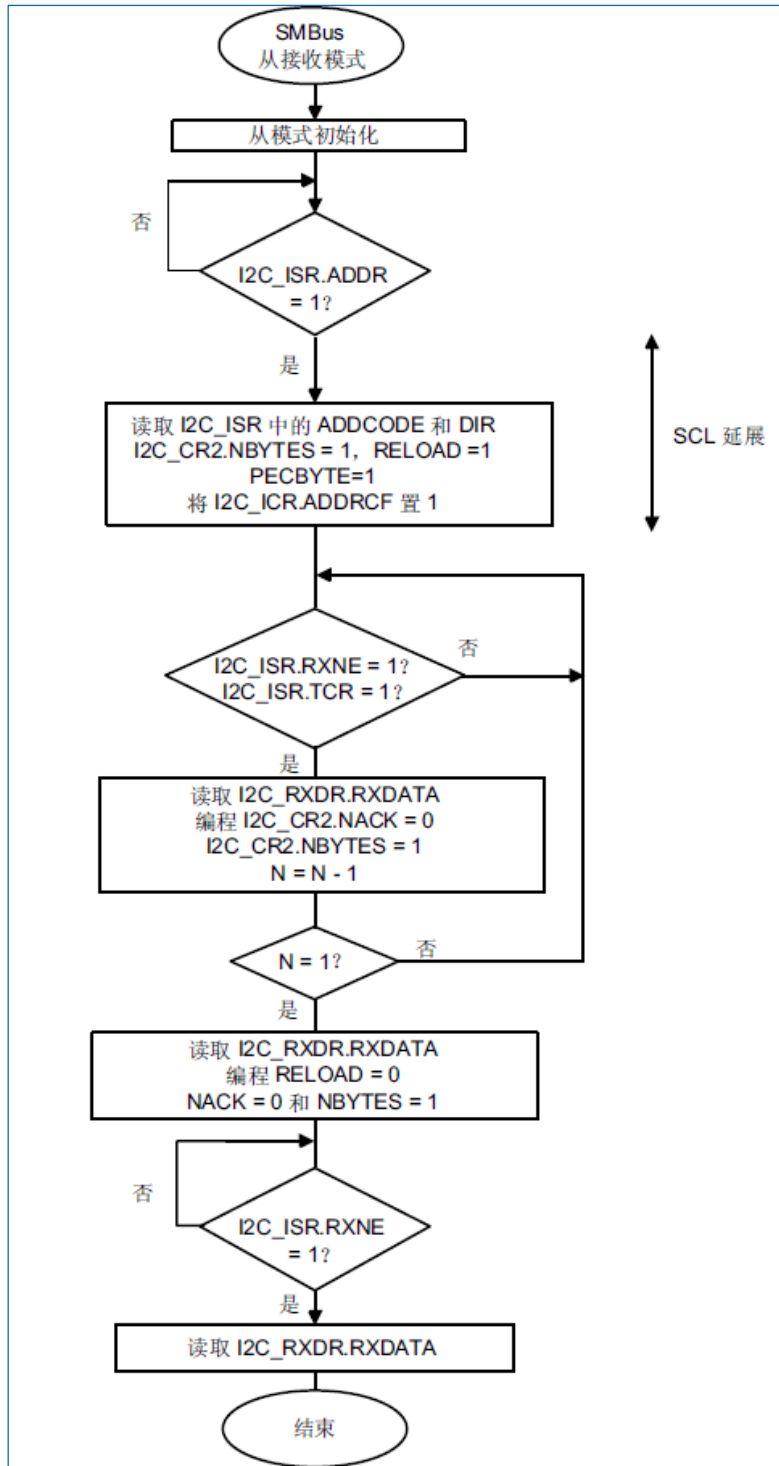 SMBus
从接收模式
从模式初始化
否
I2C_ISR.ADDR
= 1?
是
读取 I2C_ISR 中的 ADDCODE 和 DIR
I2C_CR2.NBYTES = 1，RELOAD =1
PECBYTE=1
将 I2C_ICR.ADDRCF 置 1
SCL 延展
I2C_ISR.RXNE = 1?
I2C_ISR.TCR = 1?
否
是
读取 I2C_RXDR.RXDATA
编程 I2C_CR2.NACK = 0
I2C_CR2.NBYTES = 1
N = N - 1
N = 1?
否
是
读取 I2C_RXDR.RXDATA
编程 RELOAD = 0
NACK = 0 和 NBYTES = 1
否
I2C_ISR.RXNE
= 1?
是
读取 I2C_RXDR.RXDATA
结束